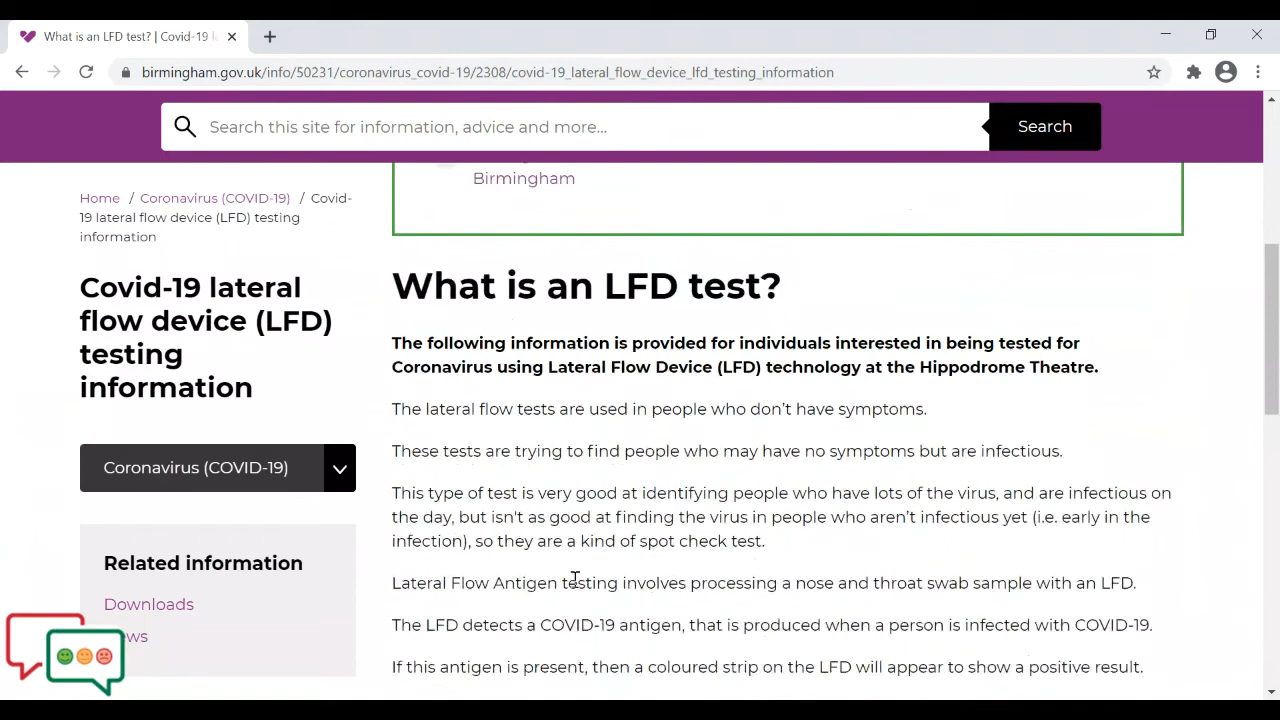 What is an LFD test? | Covid-19 l
birmingham.gov.uk/info/50231/coronavirus_covid-19/2308/covid-19_lateral_flow_device_lfd_testing_information
Search this site for information, advice and more...
Search
Home / Coronavirus (COVID-19) / Covid-
19 lateral flow device (LFD) testing
information
Covid-19 lateral
flow device (LFD)
testing
information
Coronavirus (COVID-19)
Related information
Downloads
Birmingham
What is an LFD test?
The following information is provided for individuals interested in being tested for
Coronavirus using Lateral Flow Device (LFD) technology at the Hippodrome Theatre.
The lateral flow tests are used in people who don’t have symptoms.
These tests are trying to find people who may have no symptoms but are infectious.
This type of test is very good at identifying people who have lots of the virus, and are infectious on
the day, but isn't as good at finding the virus in people who aren’t infectious yet (i.e. early in the
infection), so they are a kind of spot check test.
Lateral Flow Antigen testing involves processing a nose and throat swab sample with an LFD.
The LFD detects a COVID-19 antigen, that is produced when a person is infected with COVID-19.
If this antigen is present, then a coloured strip on the LFD will appear to show a positive result.